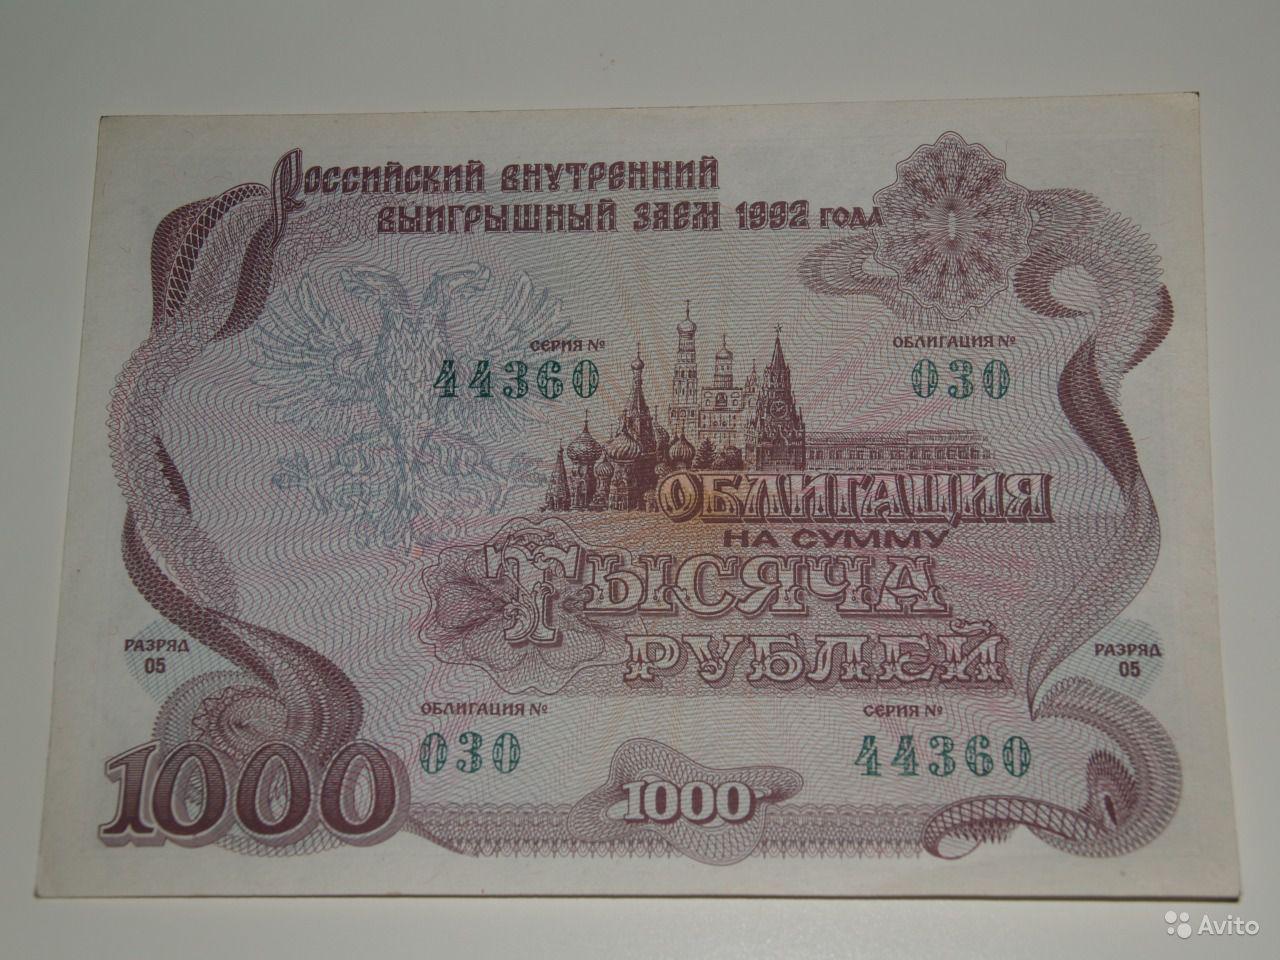 Российский внутренний
выигрышный заем 1992 года
СЕРИЯ №
44360
ОБЛИГАЦИЯ №
030
ОБЛИГАЦИЯ
НА СУММУ
ТЫСЯЧА
РУБЛЕЙ
РАЗРЯД
05
РАЗРЯД
05
ОБЛИГАЦИЯ №
030
СЕРИЯ №
44360
1000
1000
Avito